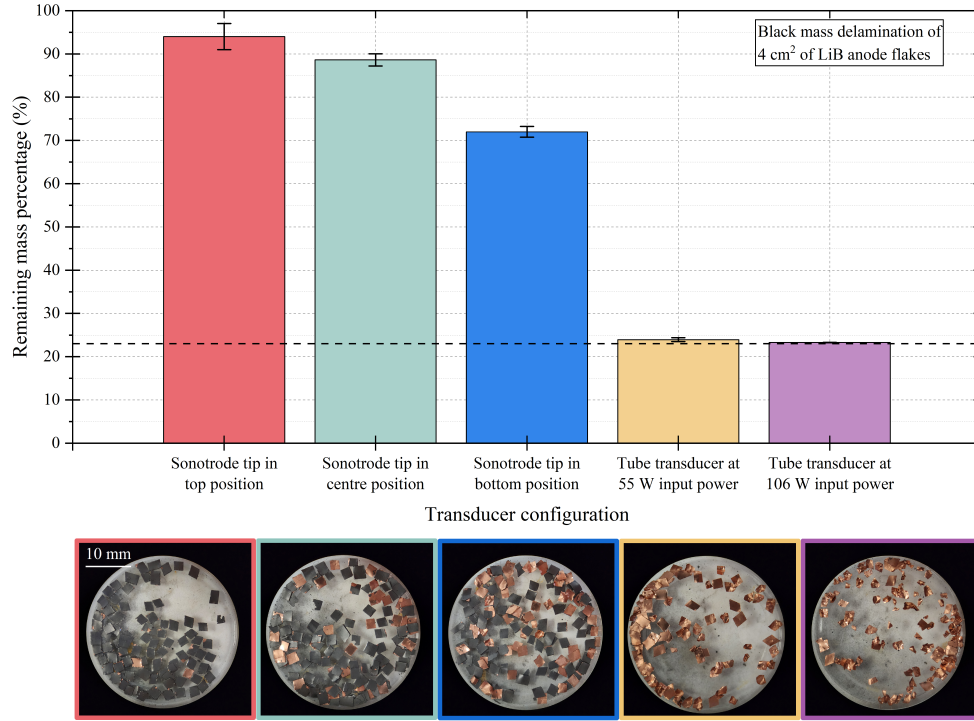 100
90
80
70
60
50
40
30
20
10
0
Remaining mass percentage (%)
Black mass delamination of
4 cm² of LiB anode flakes
Sonotrode tip in
top position
Sonotrode tip in
centre position
Sonotrode tip in
bottom position
Tube transducer at
55 W input power
Tube transducer at
106 W input power
Transducer configuration
10 mm